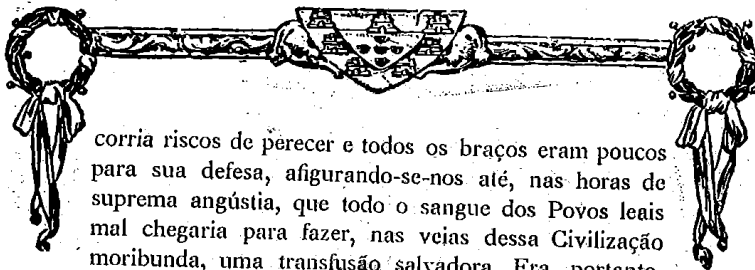 corria riscos de perecer e todos os braços eram poucos
para sua defesa, afigurando-se-nos até, nas horas de
suprema angústia, que todo o sangue dos Povos leais
mal chegaria para fazer, nas veias dessa Civilização
moribunda, uma transfusão salvadora. Era, portanto,